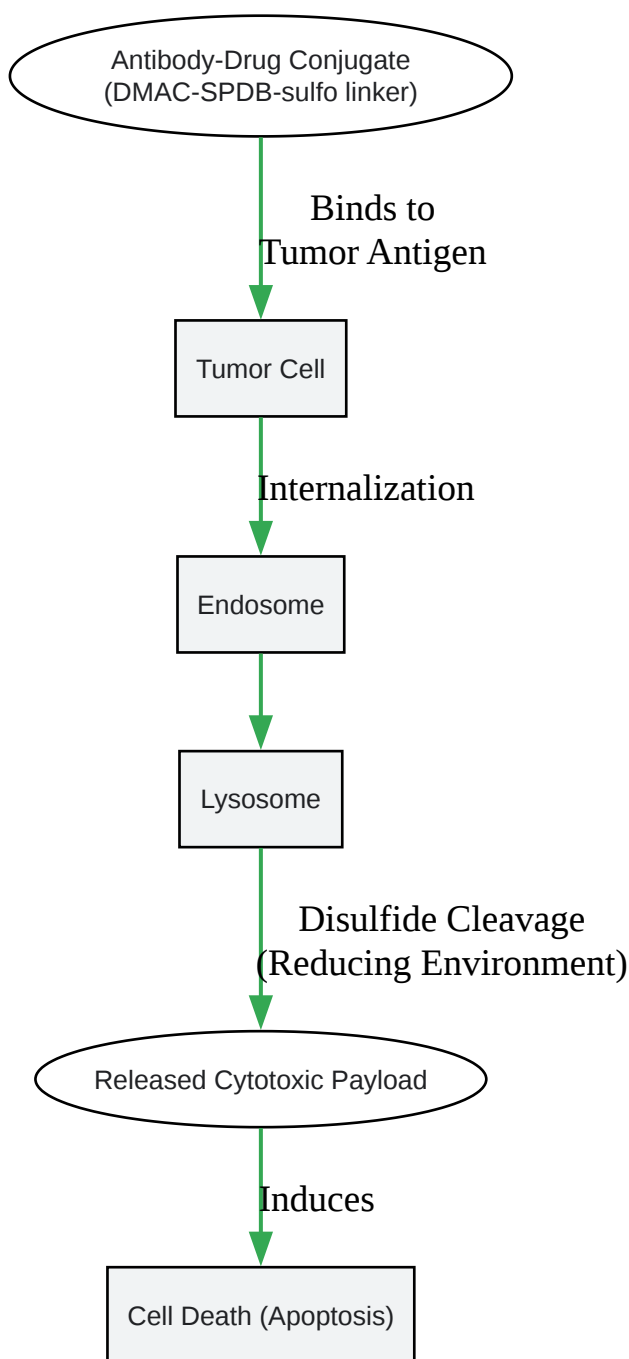 Antibody-Drug Conjugate
(DMAC-SPDB-sulfo linker)
Binds to
Tumor Antigen
Tumor Cell
Internalization
Endosome
Lysosome
Disulfide Cleavage
(Reducing Environment)
Released Cytotoxic Payload
Induces
Cell Death (Apoptosis)